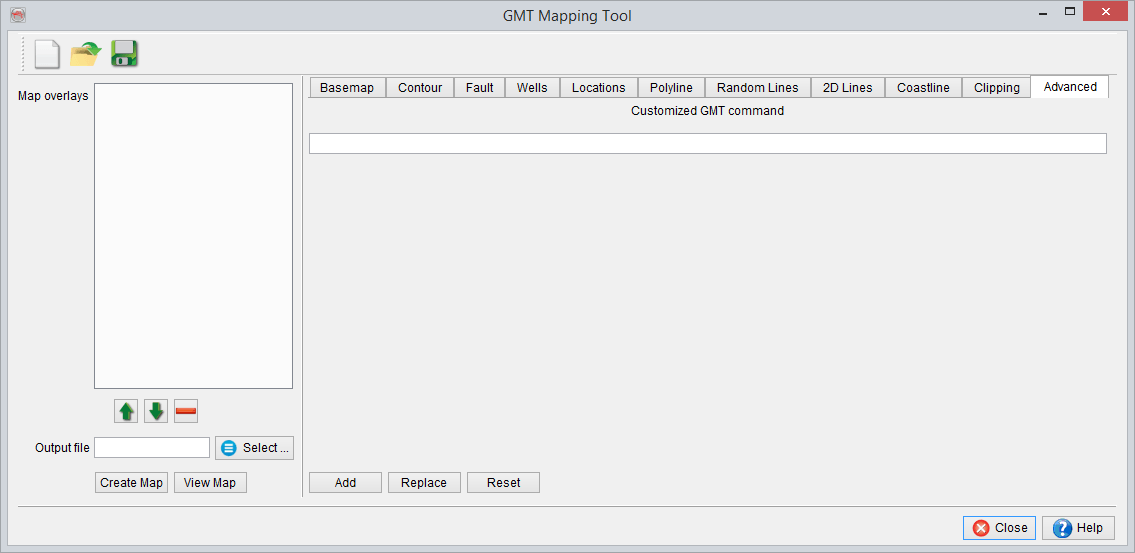 GMT Mapping Tool
Map overlays
Basemap Contour Fault Wells Locations Polyline Random Lines 2D Lines Coastline Clipping Advanced
Customized GMT command
Output file Select ...
Create Map View Map Add Replace Reset
Close Help